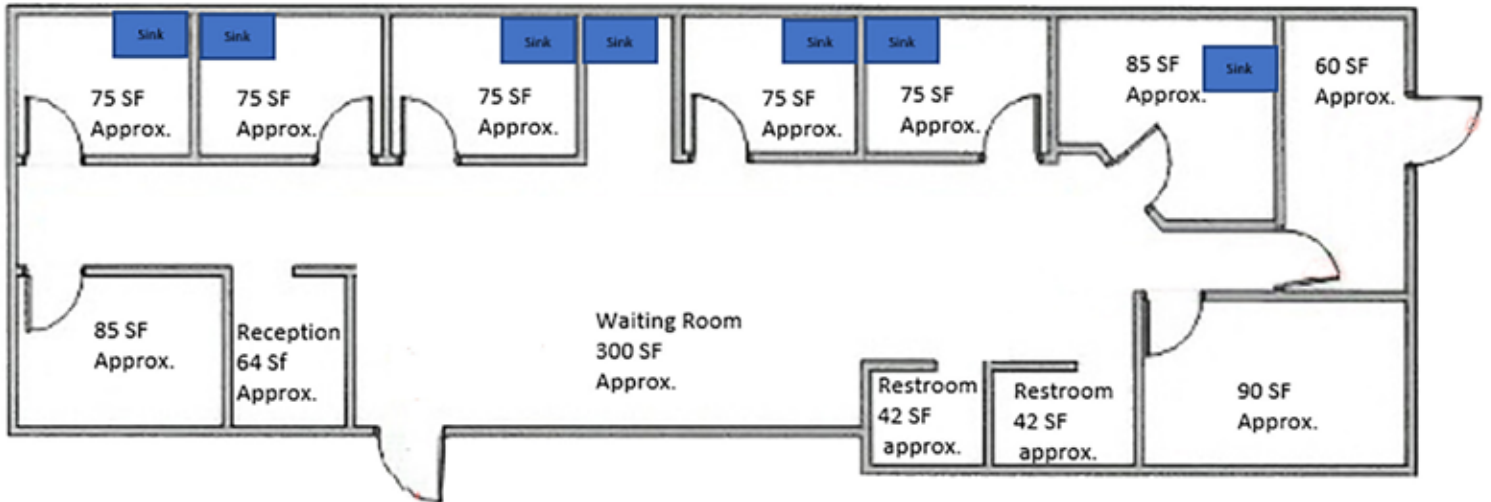 Sink
Sink
Sink
Sink
Sink
Sink
Sink
75 SF
Approx.
75 SF
Approx.
75 SF
Approx.
75 SF
Approx.
75 SF
Approx.
85 SF
Approx.
60 SF
Approx.
85 SF
Approx.
Reception
64 Sf
Approx.
Waiting Room
300 SF
Approx.
Restroom
42 SF
approx.
Restroom
42 SF
approx.
90 SF
Approx.